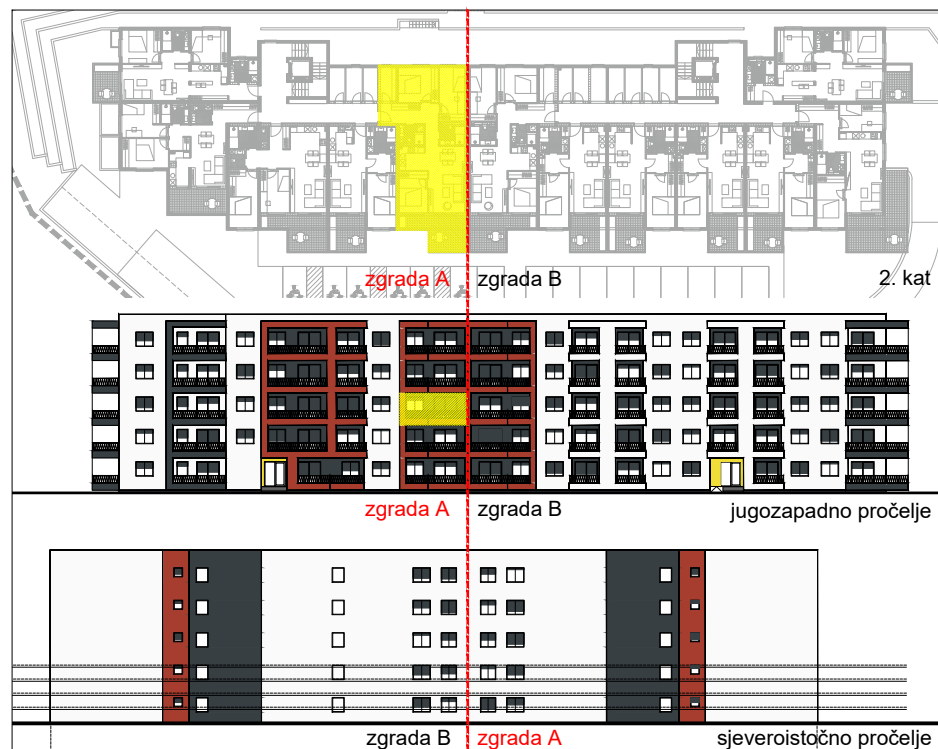 zgrada A zgrada B 2. kat
zgrada A zgrada B jugozapadno pročelje
zgrada B zgrada A sjeveroistočno pročelje